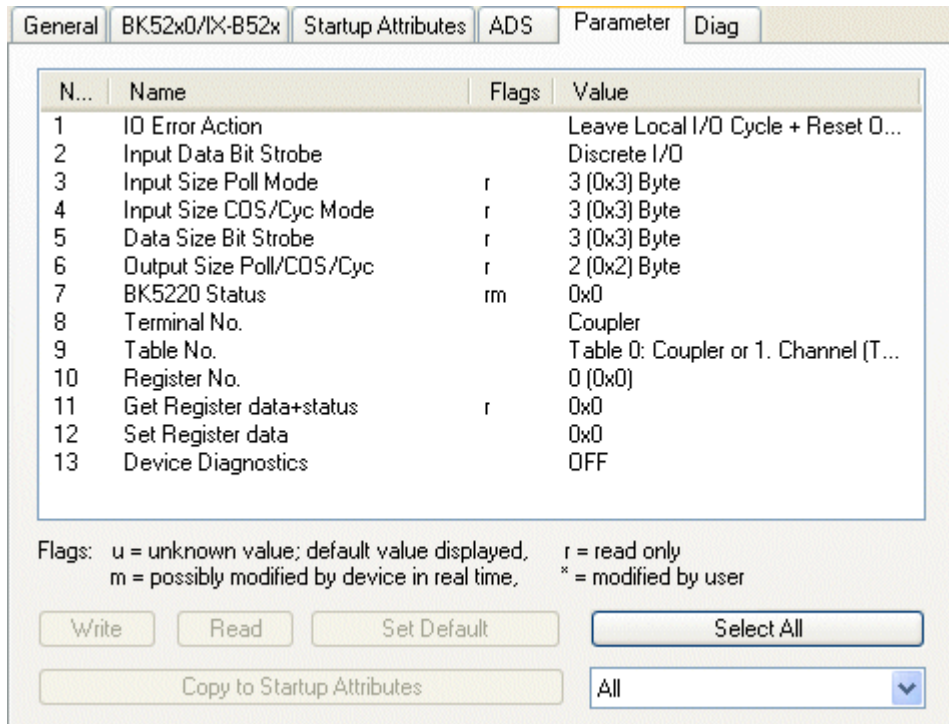 General BK52x0/IX-B52x Startup Attributes ADS Parameter Diag
N... Name Flags Value
1 IO Error Action Leave Local I/O Cycle + Reset O...
2 Input Data Bit Strobe Discrete I/O
3 Input Size Poll Mode r 3 (0x3) Byte
4 Input Size COS/Cyc Mode r 3 (0x3) Byte
5 Data Size Bit Strobe r 3 (0x3) Byte
6 Output Size Poll/COS/Cyc r 2 (0x2) Byte
7 BK5220 Status rm 0x0
8 Terminal No. Coupler
9 Table No. Table 0: Coupler or 1. Channel (T...
10 Register No. 0 (0x0)
11 Get Register data+status r 0x0
12 Set Register data 0x0
13 Device Diagnostics OFF
Flags: u = unknown value; default value displayed, r = read only
m = possibly modified by device in real time, * = modified by user
Write Read Set Default Select All
Copy to Startup Attributes All